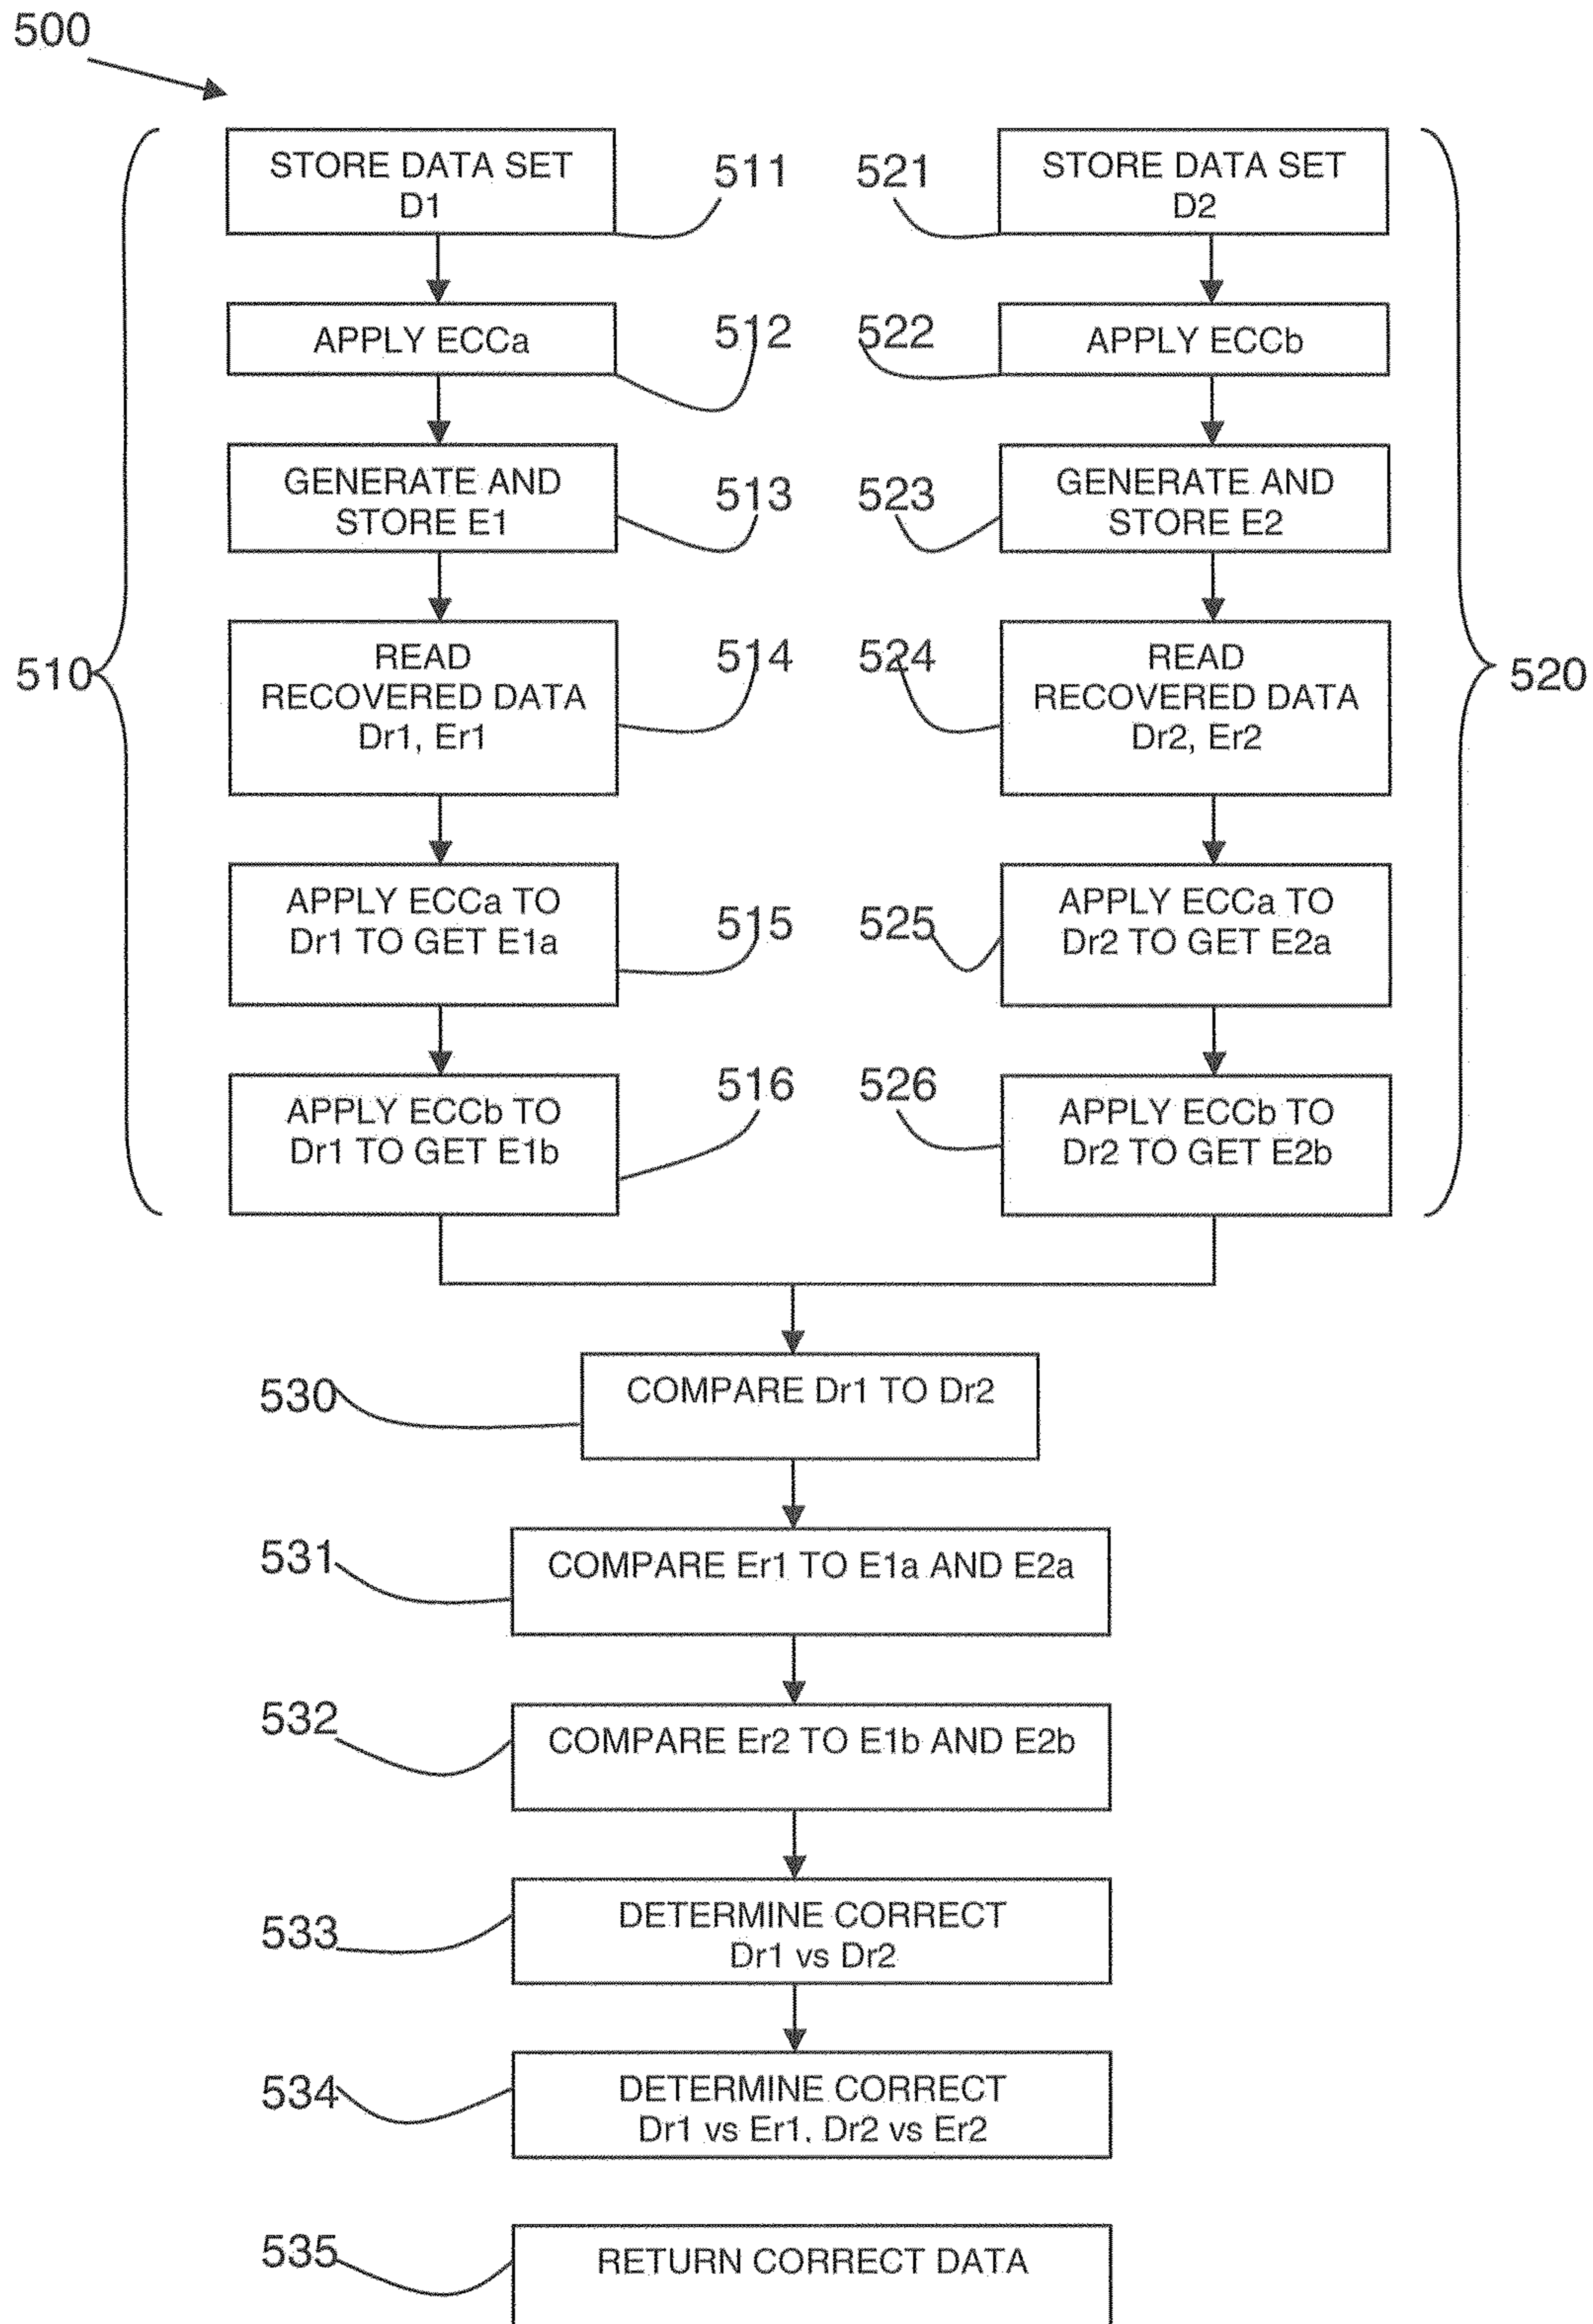 500
STORE DATA SET
D1
511
521
STORE DATA SET
D2
APPLY ECCa
512
522
APPLY ECCb
GENERATE AND
STORE E1
513
523
GENERATE AND
STORE E2
510
READ
RECOVERED DATA
Dr1, Er1
514
524
READ
RECOVERED DATA
Dr2, Er2
520
APPLY ECCa TO
Dr1 TO GET E1a
515
525
APPLY ECCa TO
Dr2 TO GET E2a
APPLY ECCb TO
Dr1 TO GET E1b
516
526
APPLY ECCb TO
Dr2 TO GET E2b
530
COMPARE Dr1 TO Dr2
531
COMPARE Er1 TO E1a AND E2a
532
COMPARE Er2 TO E1b AND E2b
533
DETERMINE CORRECT
Dr1 vs Dr2
534
DETERMINE CORRECT
Dr1 vs Er1, Dr2 vs Er2
535
RETURN CORRECT DATA